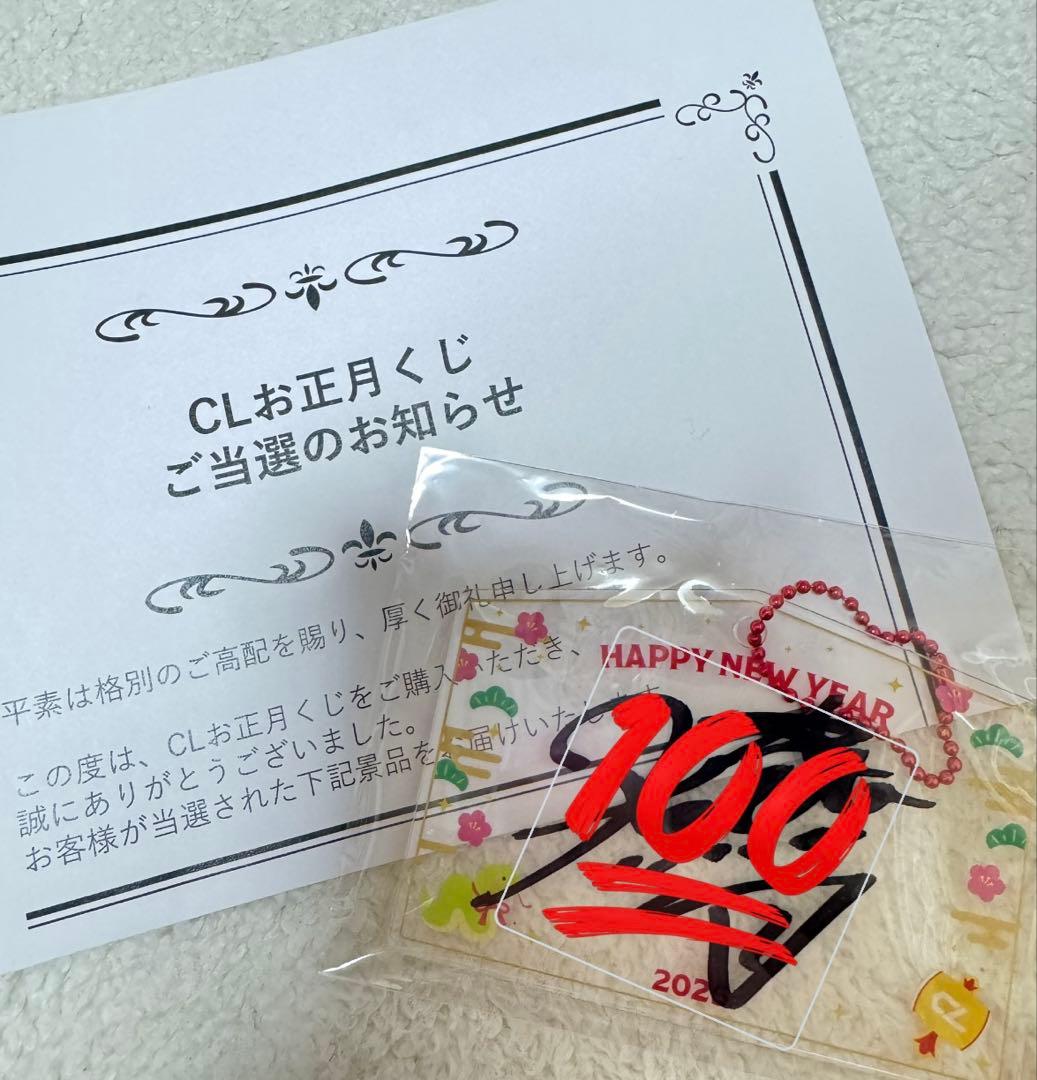 CLお正月くじ
ご当選のお知らせ
平素は格別のご高配を賜り、厚く御礼申し上げます。
この度は、CLお正月くじをご購入いただき、
誠にありがとうございました。
お客様が当選された下記景品をお届けいたします
HAPPY NEW YEAR
100
202